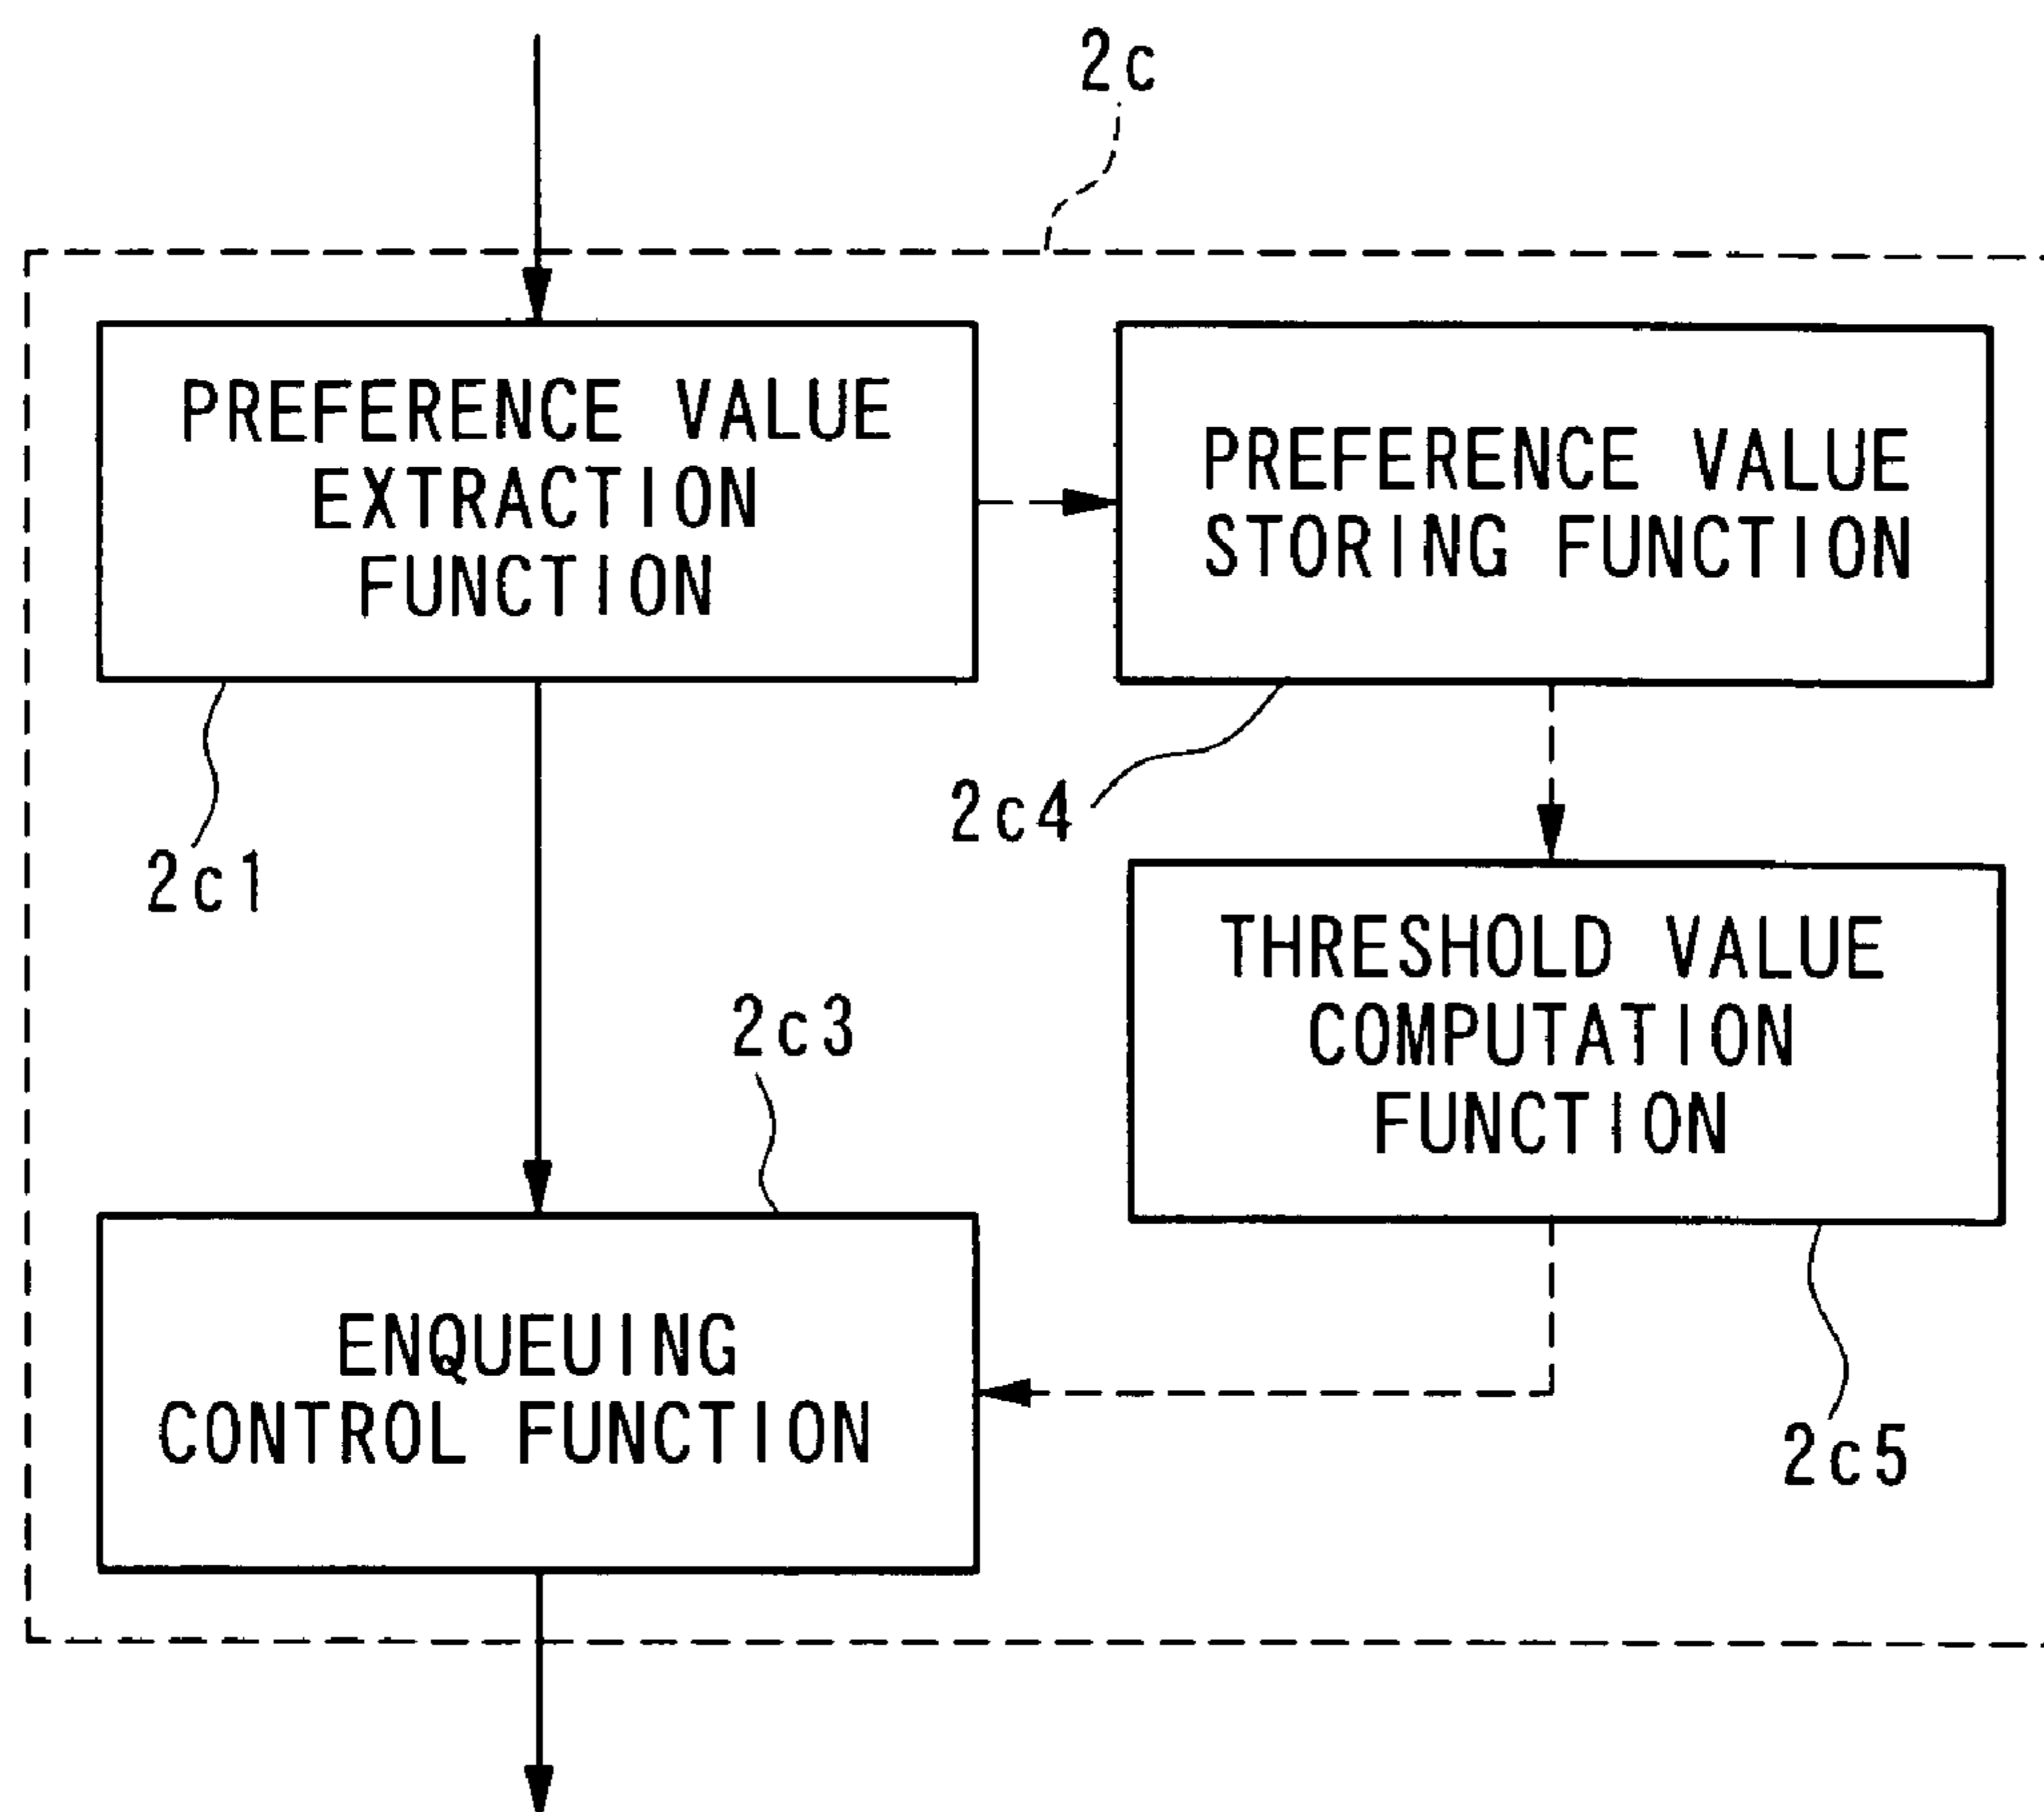 2c
PREFERENCE VALUE
EXTRACTION
FUNCTION
PREFERENCE VALUE
STORING FUNCTION
2c1
2c4
THRESHOLD VALUE
COMPUTATION
FUNCTION
2c3
ENQUEUING
CONTROL FUNCTION
2c5